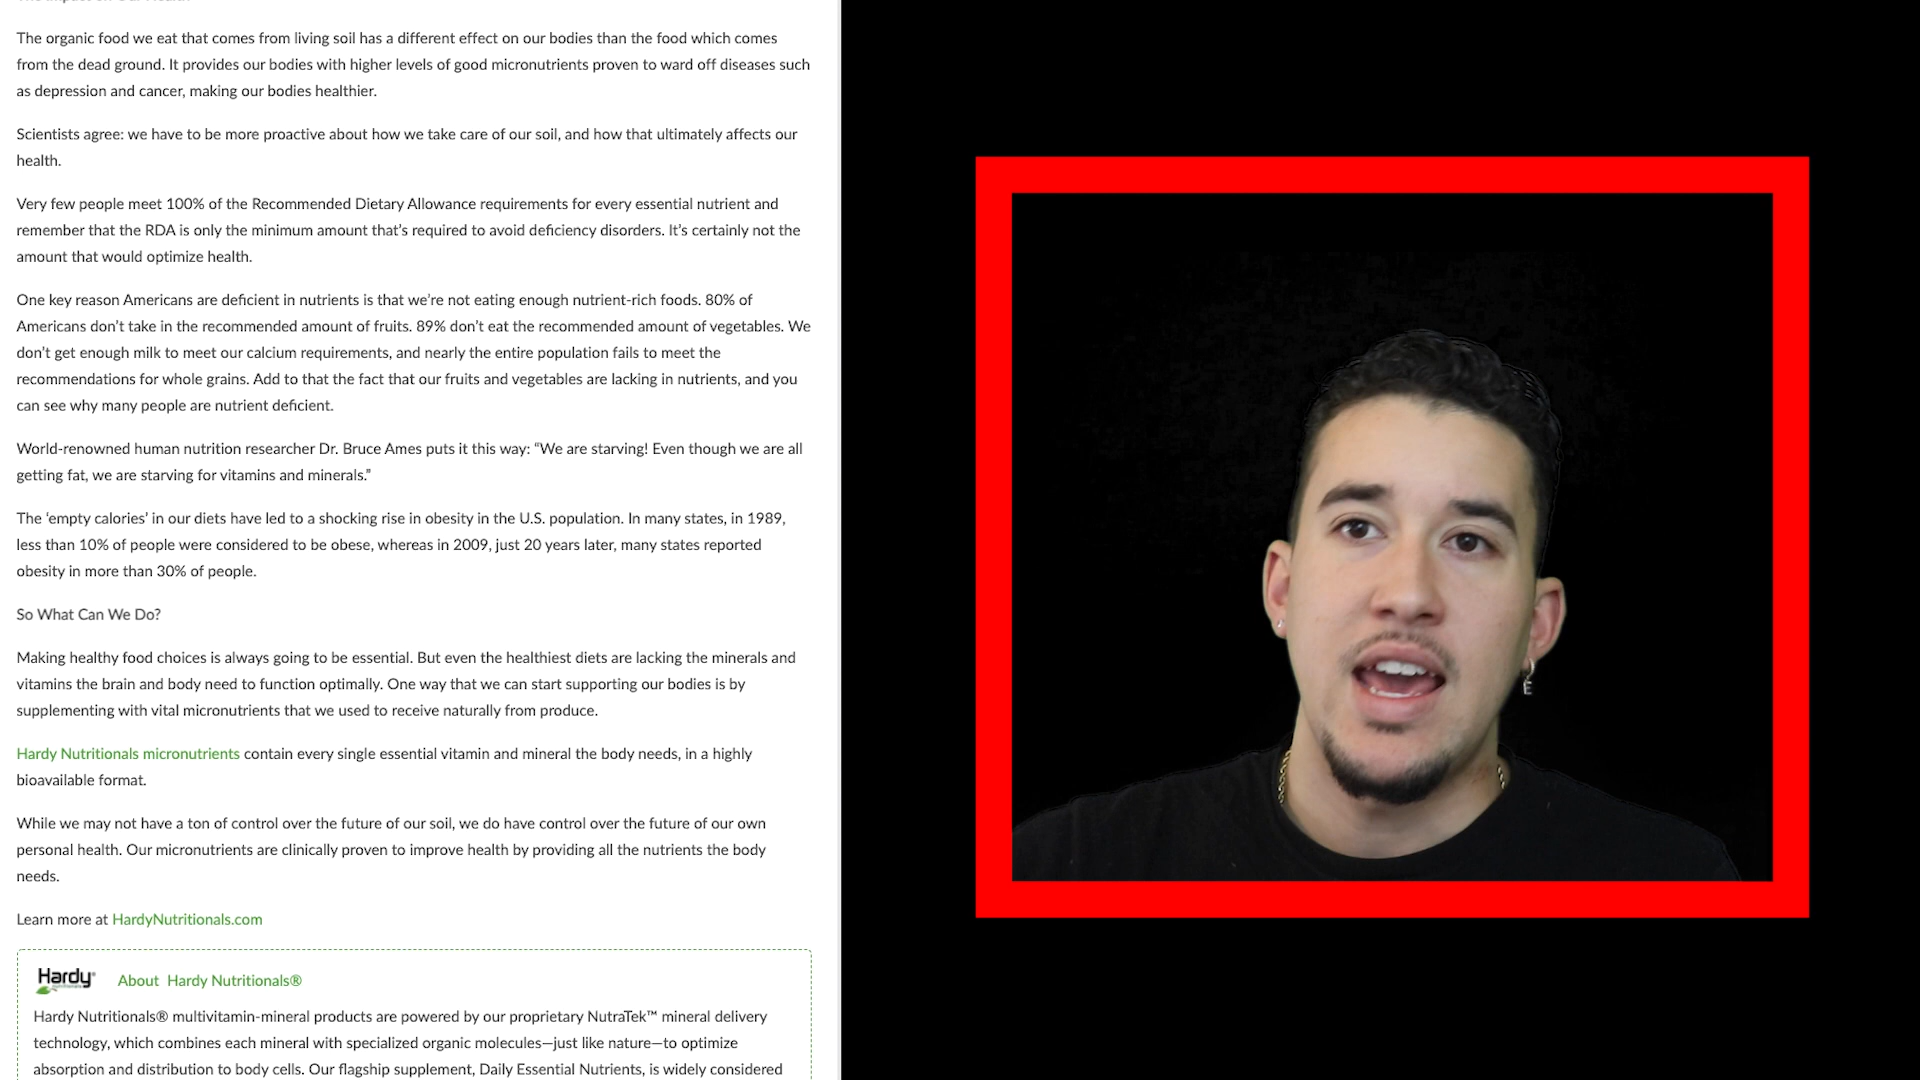 The organic food we eat that comes from living soil has a different effect on our bodies than the food which comes
from the dead ground. It provides our bodies with higher levels of good micronutrients proven to ward off diseases such
as depression and cancer, making our bodies healthier.
Scientists agree: we have to be more proactive about how we take care of our soil, and how that ultimately affects our
health.
Very few people meet 100% of the Recommended Dietary Allowance requirements for every essential nutrient and
remember that the RDA is only the minimum amount that’s required to avoid deficiency disorders. It’s certainly not the
amount that would optimize health.
One key reason Americans are deficient in nutrients is that we’re not eating enough nutrient-rich foods. 80% of
Americans don’t take in the recommended amount of fruits. 89% don’t eat the recommended amount of vegetables. We
don’t get enough milk to meet our calcium requirements, and nearly the entire population fails to meet the
recommendations for whole grains. Add to that the fact that our fruits and vegetables are lacking in nutrients, and you
can see why many people are nutrient deficient.
World-renowned human nutrition researcher Dr. Bruce Ames puts it this way: “We are starving! Even though we are all
getting fat, we are starving for vitamins and minerals.”
The ‘empty calories’ in our diets have led to a shocking rise in obesity in the U.S. population. In many states, in 1989,
less than 10% of people were considered to be obese, whereas in 2009, just 20 years later, many states reported
obesity in more than 30% of people.
So What Can We Do?
Making healthy food choices is always going to be essential. But even the healthiest diets are lacking the minerals and
vitamins the brain and body need to function optimally. One way that we can start supporting our bodies is by
supplementing with vital micronutrients that we used to receive naturally from produce.
Hardy Nutritionals micronutrients contain every single essential vitamin and mineral the body needs, in a highly
bioavailable format.
While we may not have a ton of control over the future of our soil, we do have control over the future of our own
personal health. Our micronutrients are clinically proven to improve health by providing all the nutrients the body
needs.
Learn more at HardyNutritionals.com
Hardy
About Hardy Nutritionals®
Hardy Nutritionals® multivitamin-mineral products are powered by our proprietary NutraTek™ mineral delivery
technology, which combines each mineral with specialized organic molecules—just like nature—to optimize
absorption and distribution to body cells. Our flagship supplement, Daily Essential Nutrients, is widely considered
E